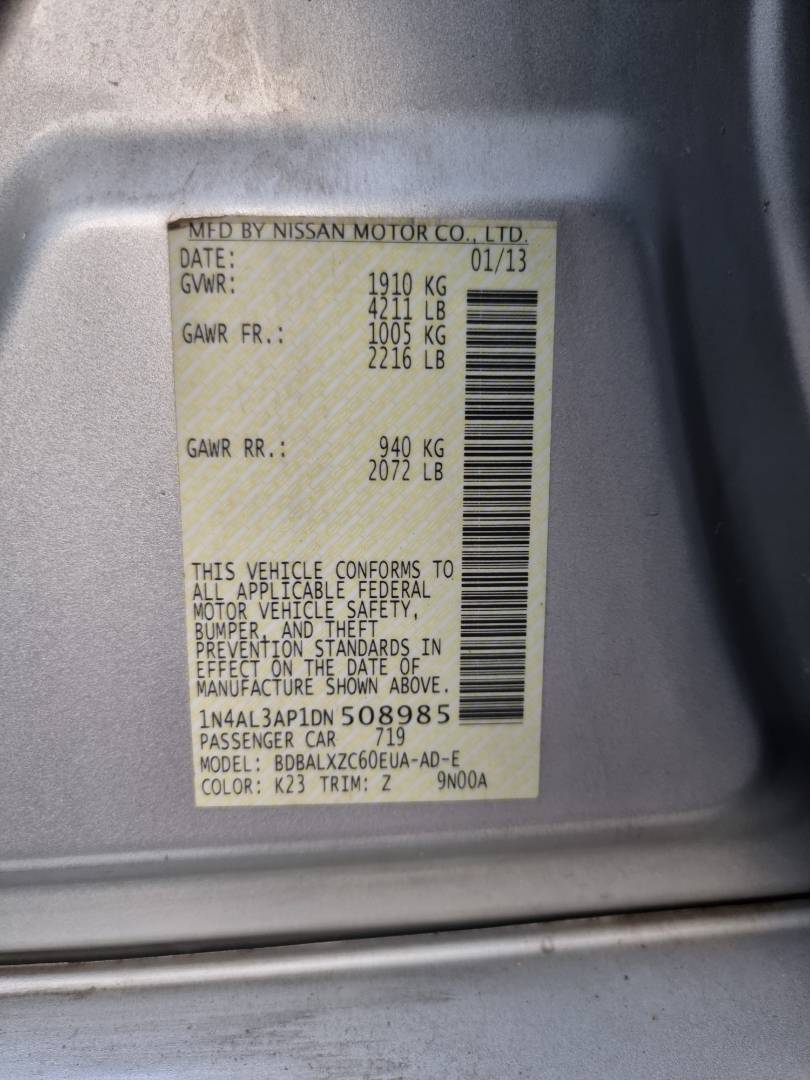 MFD BY NISSAN MOTOR CO., LTD.
DATE: 01/13
GVWR: 1910 KG
4211 LB
GAWR FR.: 1005 KG
2216 LB
GAWR RR.: 940 KG
2072 LB
THIS VEHICLE CONFORMS TO
ALL APPLICABLE FEDERAL
MOTOR VEHICLE SAFETY,
BUMPER, AND THEFT
PREVENTION STANDARDS IN
EFFECT ON THE DATE OF
MANUFACTURE SHOWN ABOVE.
1N4AL3AP1DN 508985
PASSENGER CAR 719
MODEL: BDBALXZC60EUA-AD-E
COLOR: K23 TRIM: Z 9N00A